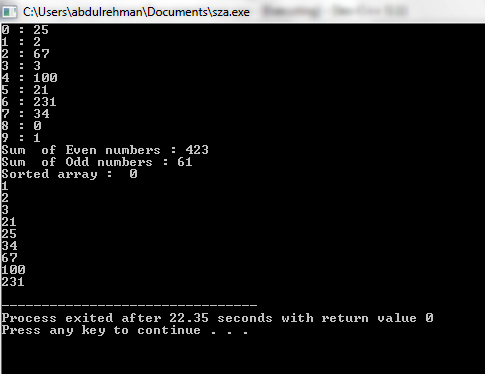 C:\Users\abdulrehman\Documents\sza.exe
0 : 25
1 : 2
2 : 67
3 : 3
4 : 100
5 : 21
6 : 231
7 : 34
8 : 0
9 : 1
Sum  of Even numbers : 423
Sum  of Odd numbers : 61
Sorted array :  0
1
2
3
21
25
34
67
100
231
--------------------------------
Process exited after 22.35 seconds with return value 0
Press any key to continue . . .